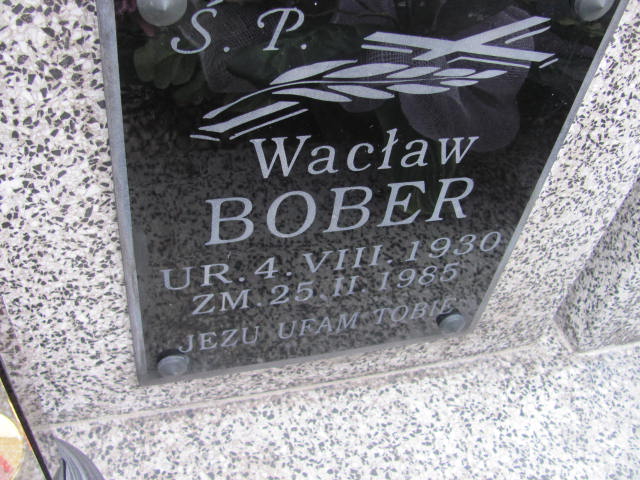 Ś. P.
Wacław
BOBER
UR. 4. VIII. 1930
ZM. 25. II. 1985
JEZU UFAM TOBIE